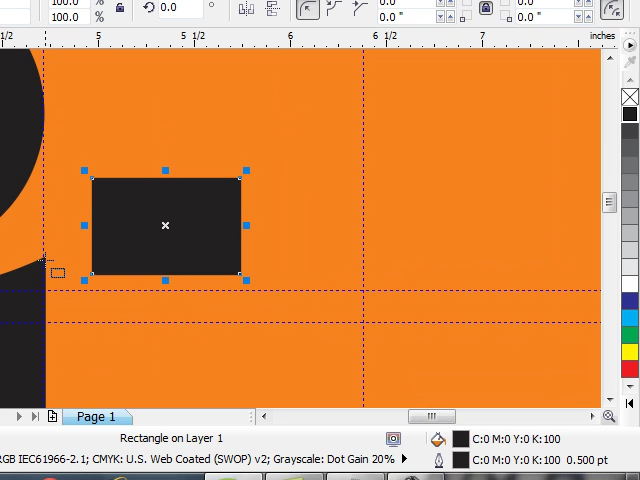 100.0 %
100.0 %
0.0 °
0.0 "
0.0 "
0.0 "
0.0 "
1/2 5 5 1/2 6 6 1/2 7 inches
Page 1
Rectangle on Layer 1
C:0 M:0 Y:0 K:100
RGB IEC61966-2.1; CMYK: U.S. Web Coated (SWOP) v2; Grayscale: Dot Gain 20%
C:0 M:0 Y:0 K:100 0.500 pt